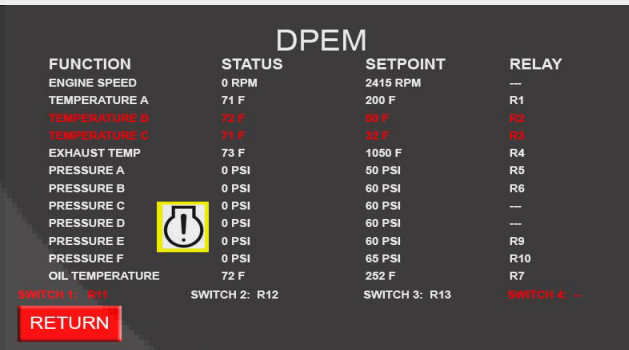 DPEM
FUNCTION STATUS SETPOINT RELAY
ENGINE SPEED 0 RPM 2415 RPM ---
TEMPERATURE A 71 F 200 F R1
TEMPERATURE B 72 F 50 F R2
TEMPERATURE C 71 F 32 F R3
EXHAUST TEMP 73 F 1050 F R4
PRESSURE A 0 PSI 50 PSI R5
PRESSURE B 0 PSI 60 PSI R6
PRESSURE C 0 PSI 60 PSI ---
PRESSURE D 0 PSI 60 PSI ---
PRESSURE E 0 PSI 60 PSI R9
PRESSURE F 0 PSI 65 PSI R10
OIL TEMPERATURE 72 F 252 F R7
SWITCH 1: R11 SWITCH 2: R12 SWITCH 3: R13 SWITCH 4: --
RETURN